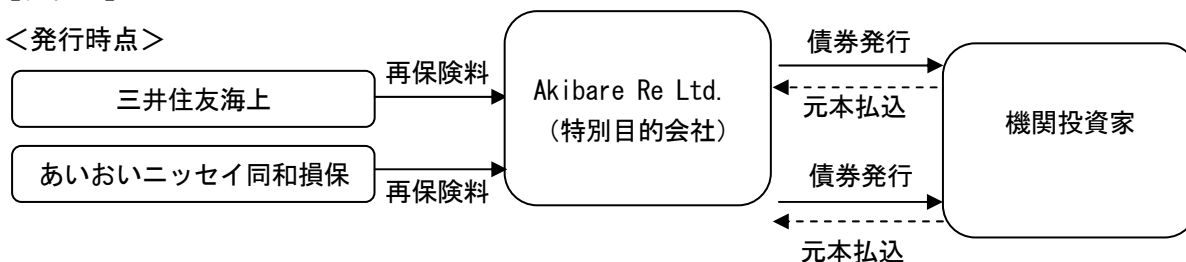 ＜発行時点＞
三井住友海上
再保険料
あいおいニッセイ同和損保
再保険料
Akibare Re Ltd.
（特別目的会社）
債券発行
元本払込
債券発行
元本払込
機関投資家